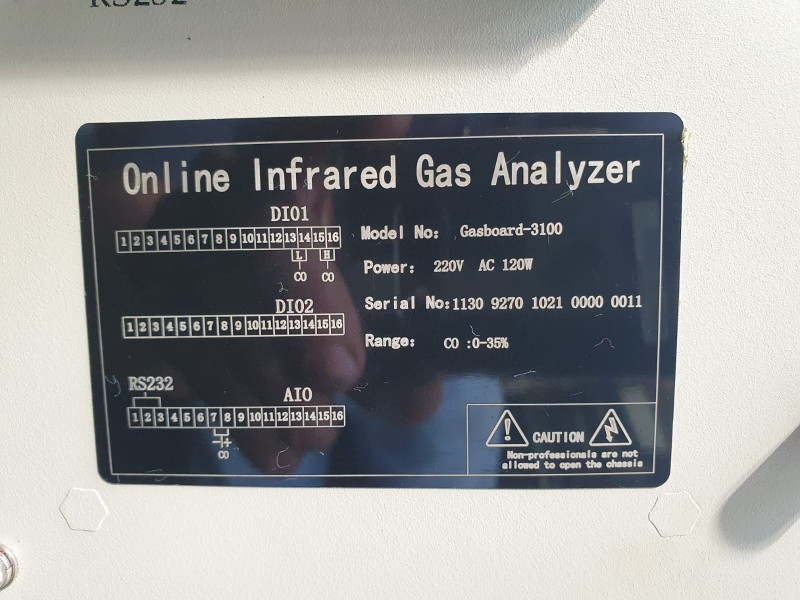 RS232
Online Infrared Gas Analyzer
DIO1
1 2 3 4 5 6 7 8 9 10 11 12 13 14 15 16
L H
CO CO
Model No: Gasboard-3100
Power: 220V AC 120W
Serial No:1130 9270 1021 0000 0011
Range: CO :0-35%
DIO2
1 2 3 4 5 6 7 8 9 10 11 12 13 14 15 16
RS232
AIO
1 2 3 4 5 6 7 8 9 10 11 12 13 14 15 16
- +
CO
CAUTION
Non-professionals are not
allowed to open the chassis